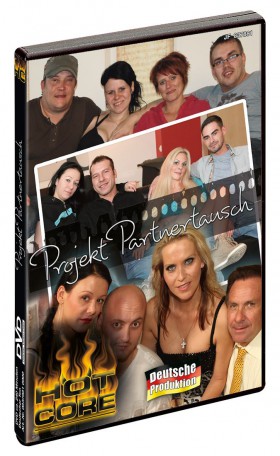 Projekt Partnertausch
HOT
CORE
Deutsche
Produktion
Projekt Partnertausch
DVD